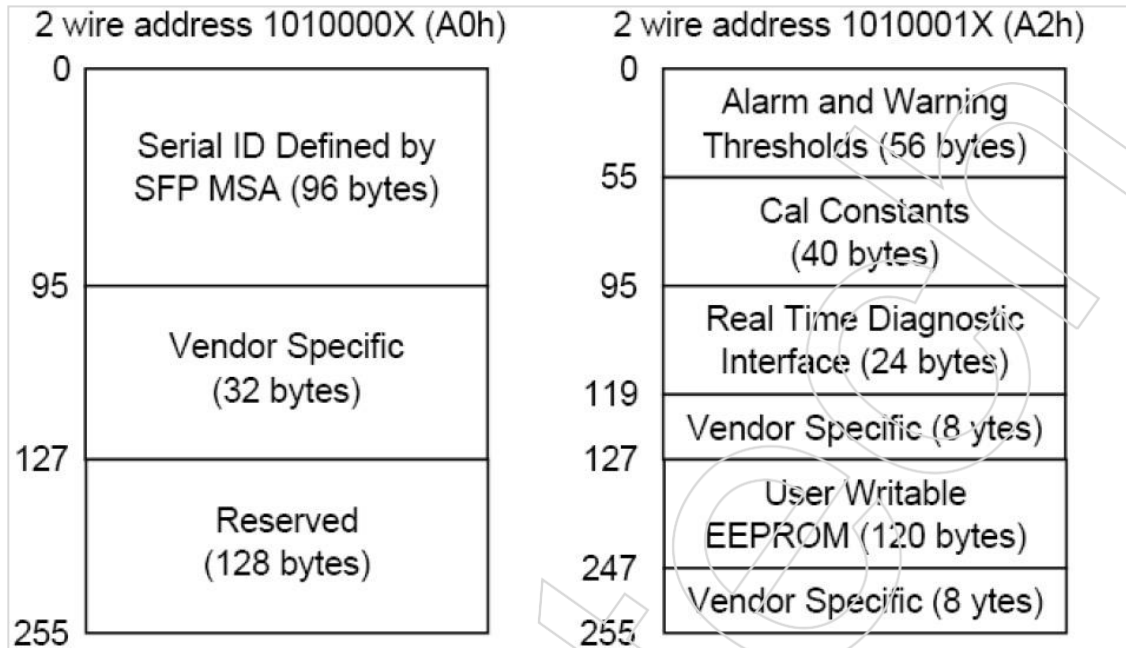 2 wire address 1010000X (A0h)
0
Serial ID Defined by
SFP MSA (96 bytes)
95
Vendor Specific
(32 bytes)
127
Reserved
(128 bytes)
255
2 wire address 1010001X (A2h)
0
Alarm and Warning
Thresholds (56 bytes)
55
Cal Constants
(40 bytes)
95
Real Time Diagnostic
Interface (24 bytes)
119
Vendor Specific (8 ytes)
127
User Writable
EEPROM (120 bytes)
247
Vendor Specific (8 ytes)
255